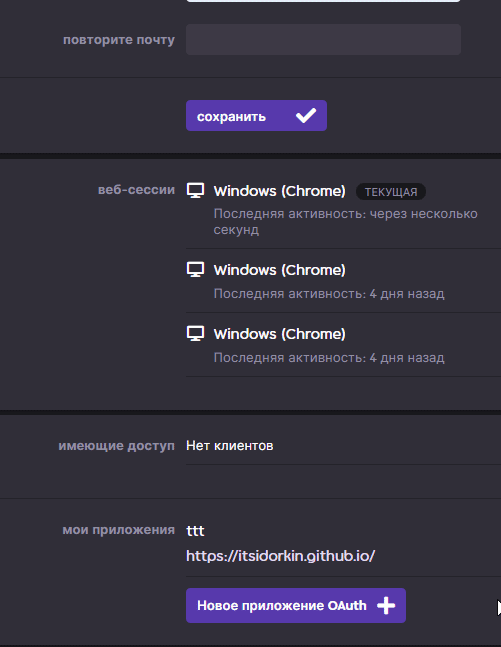 повторите почту
сохранить
веб-сессии
Windows (Chrome) ТЕКУЩАЯ
Последняя активность: через несколько
секунд
Windows (Chrome)
Последняя активность: 4 дня назад
Windows (Chrome)
Последняя активность: 4 дня назад
имеющие доступ Нет клиентов
мои приложения ttt
https://itsidorkin.github.io/
Новое приложение OAuth